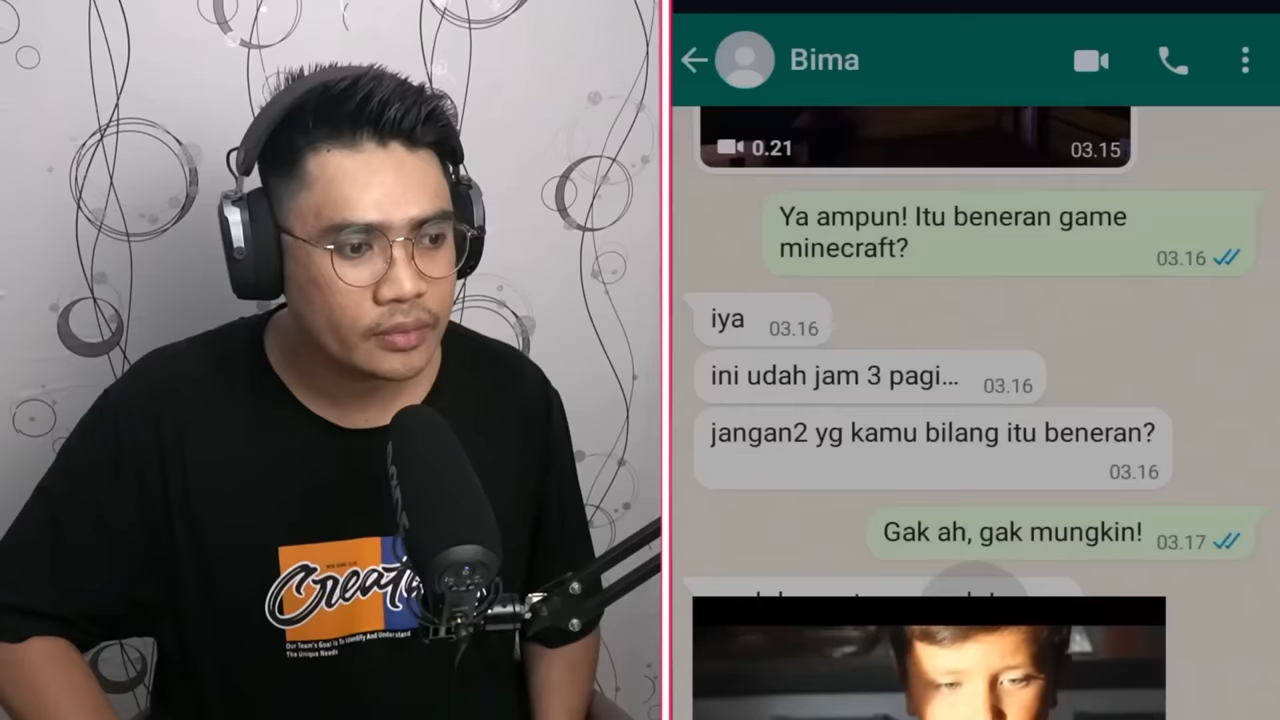 Creative
Our Team's Goal Is To Identify And Understand
The Unique Needs
Bima
0.21
03.15
Ya ampun! Itu beneran game
minecraft?
03.16
iya
03.16
ini udah jam 3 pagi...
03.16
jangan2 yg kamu bilang itu beneran?
03.16
Gak ah, gak mungkin!
03.17